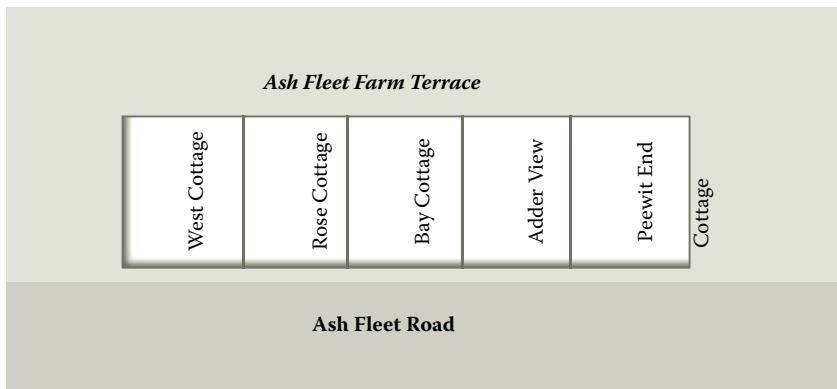 Ash Fleet Farm Terrace
West Cottage
Rose Cottage
Bay Cottage
Adder View
Peewit End
Cottage
Ash Fleet Road